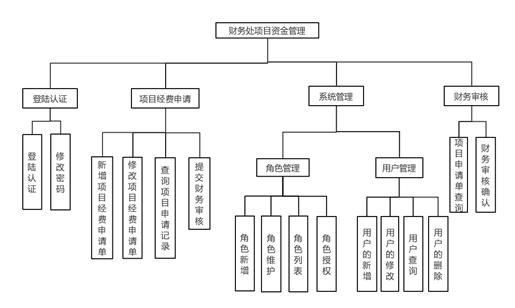 财务处项目资金管理
登陆认证
项目经费申请
系统管理
财务审核
登陆认证
修改密码
新增项目经费申请单
修改项目经费申请单
查询项目申请记录
提交财务审核
角色管理
用户管理
项目申请单查询
财务审核确认
角色新增
角色维护
角色列表
角色授权
用户的新增
用户的修改
用户查询
用户的删除